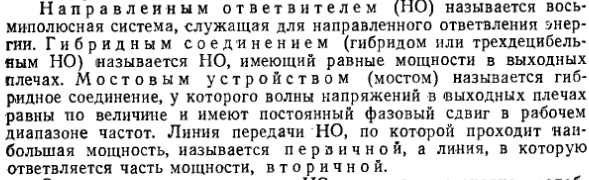 Направленным ответвителем (НО) называется вось-
миполюсная система, служащая для направленного ответвления энер-
гии. Гибридным соединением (гибридом или трехдецибель-
ным НО) называется НО, имеющий равные мощности в выходных
плечах. Мостовым устройством (мостом) называется гиб-
ридное соединение, у которого волны напряжений в выходных плечах
равны по величине и имеют постоянный фазовый сдвиг в рабочем
диапазоне частот. Линия передачи НО, по которой проходит наи-
большая мощность, называется первичной, а линия, в которую
ответвляется часть мощности, вторичной.